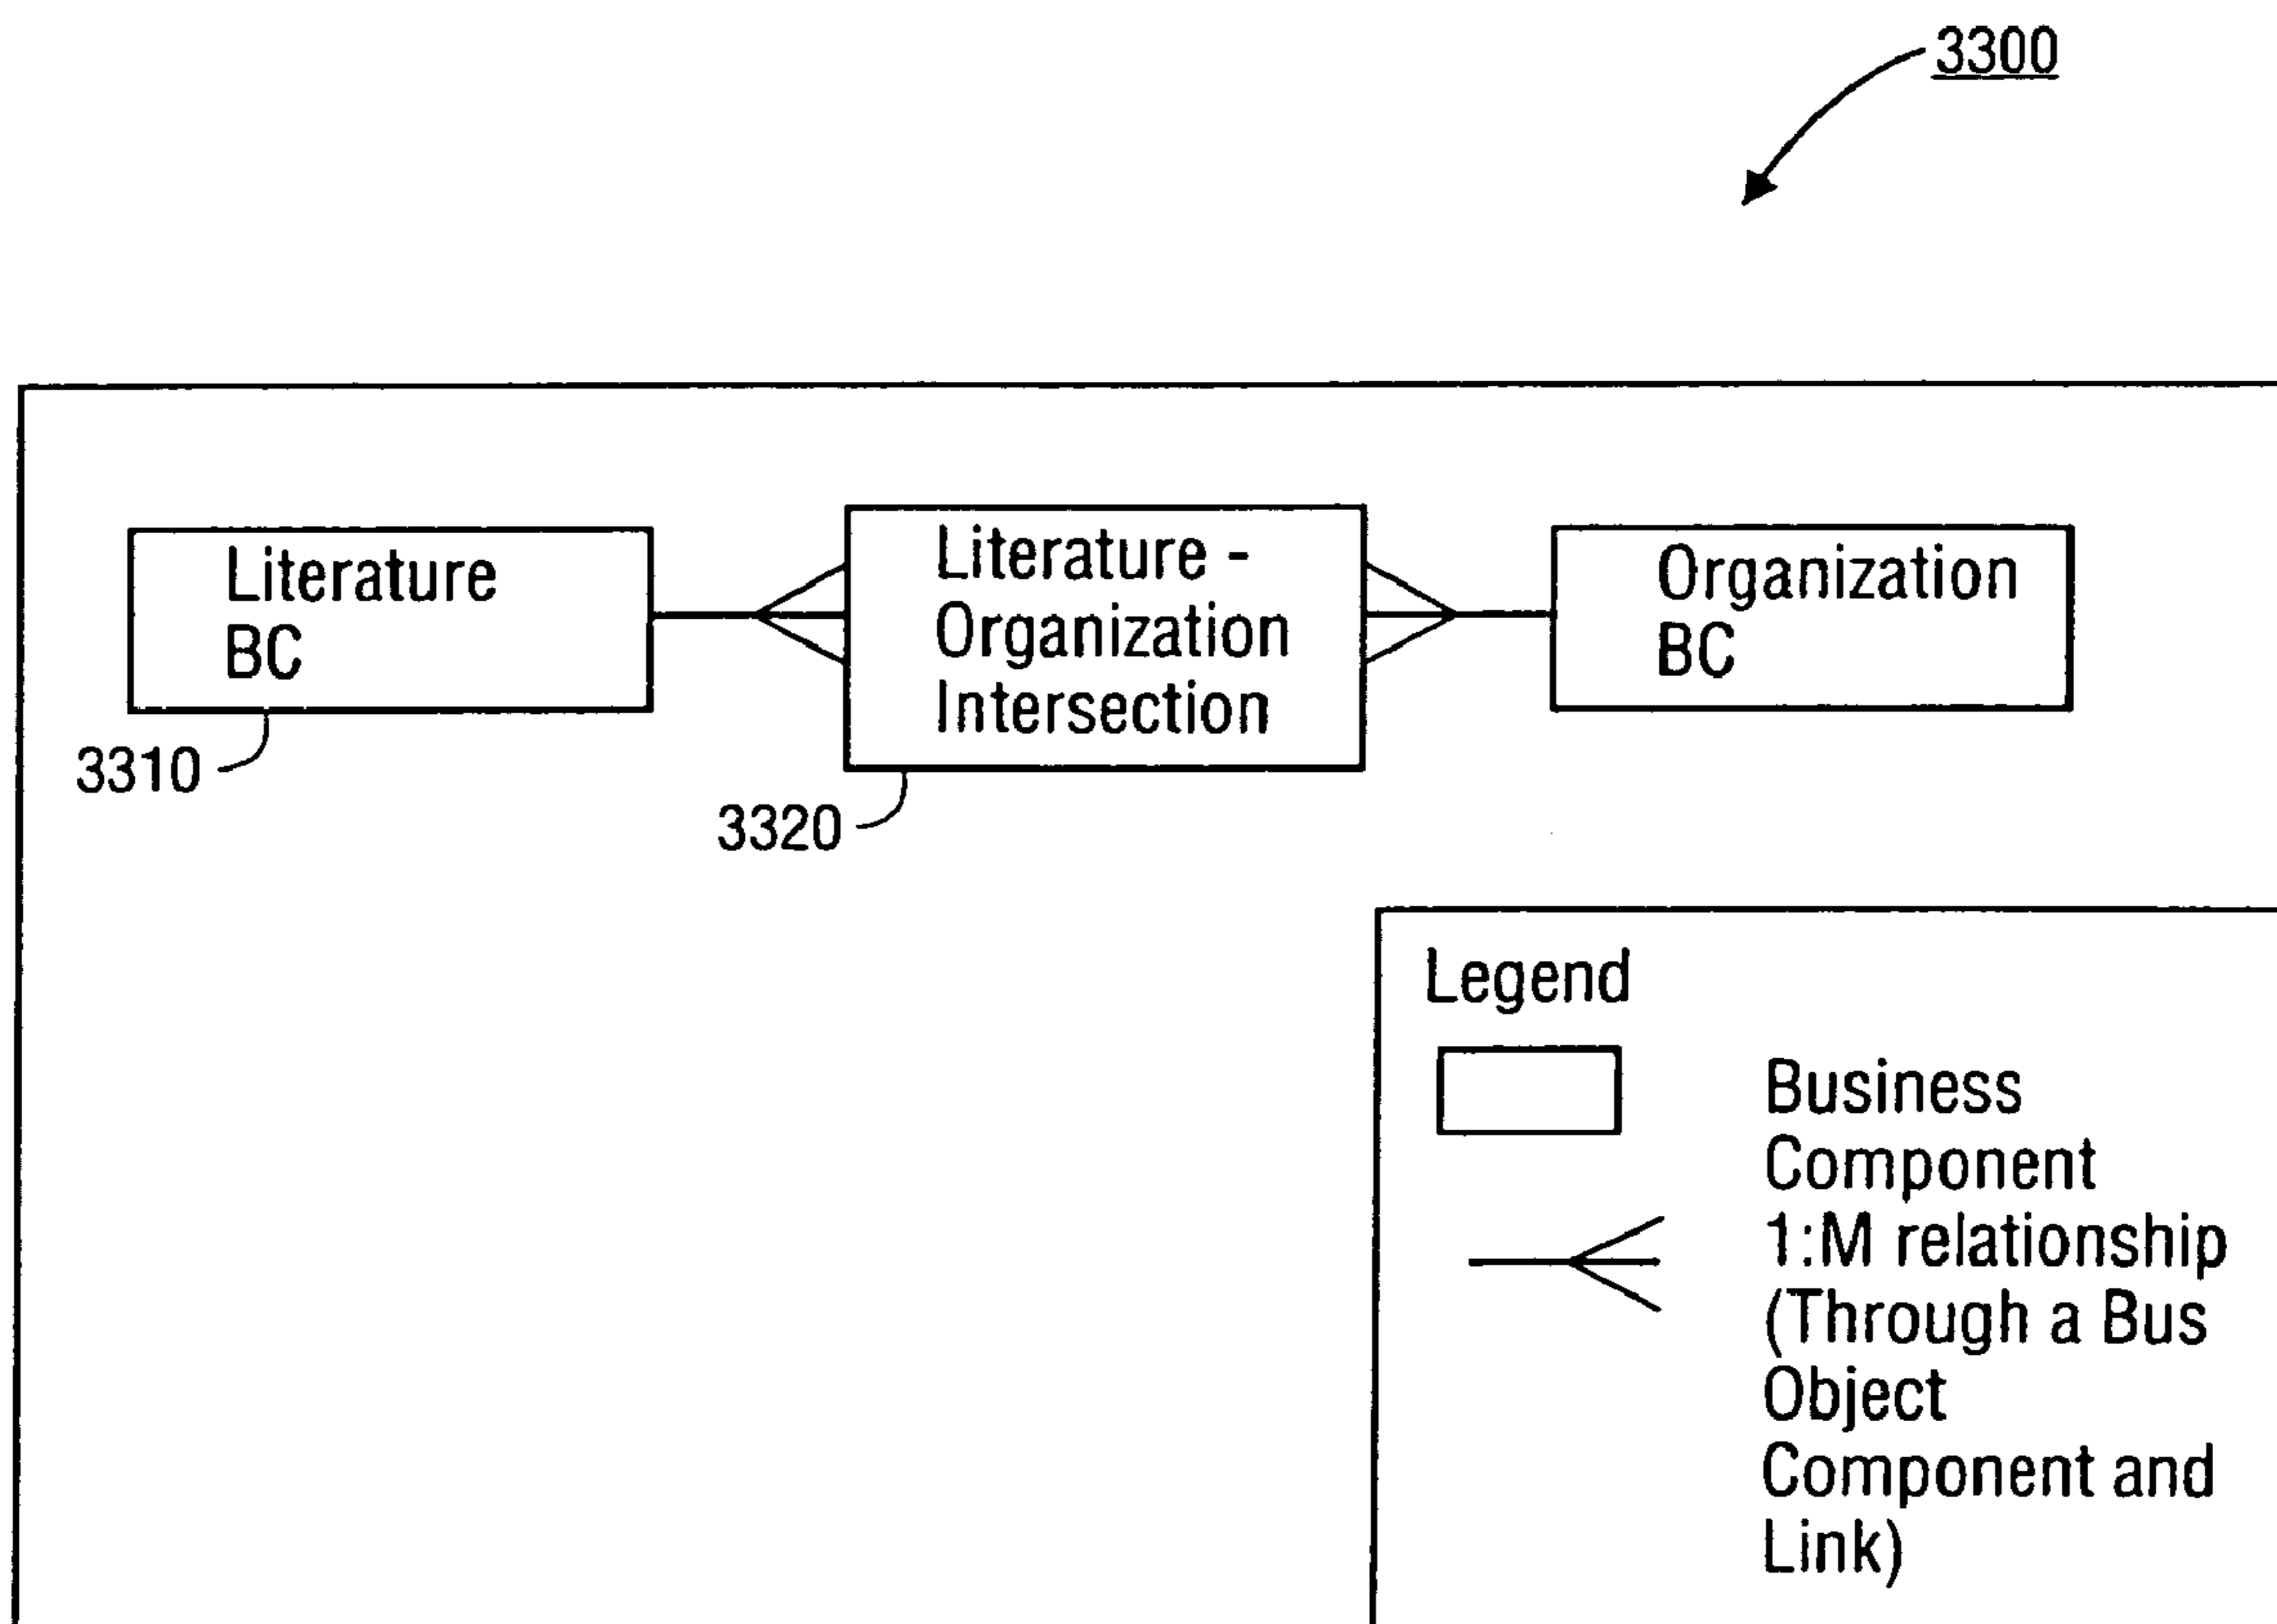 3300
Literature
BC
3310
Literature -
Organization
Intersection
3320
Organization
BC
Legend
Business
Component
1:M relationship
(Through a Bus
Object
Component and
Link)